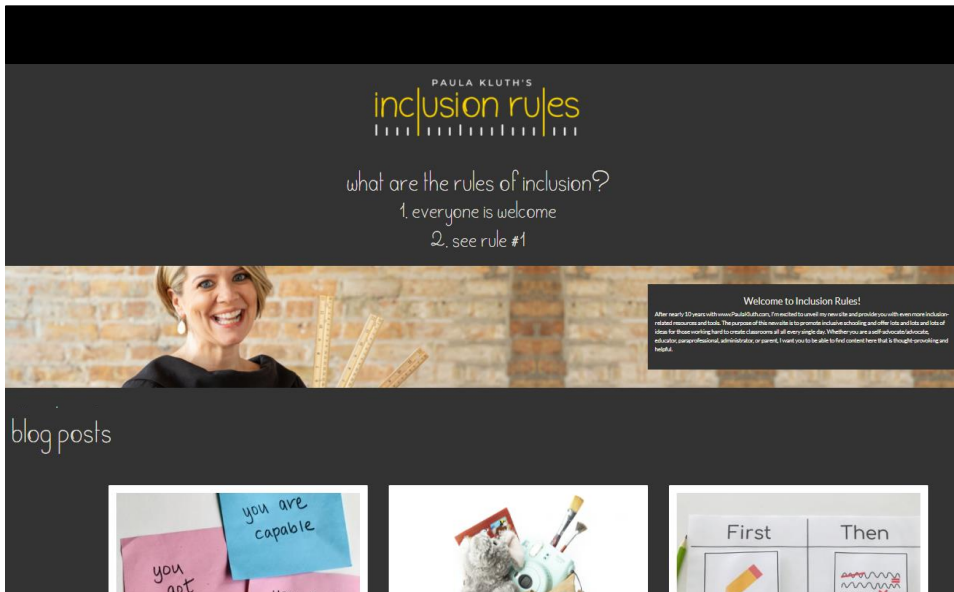 PAULA KLUTH'S
inclusion rules
what are the rules of inclusion?
1. everyone is welcome
2. see rule #1
Welcome to Inclusion Rules!
After nearly 10 years with www.PaulaKluth.com, I'm excited to unveil my new site and provide you with even more inclusion-
related resources and tools. The purpose of this new site is to promote inclusive schooling and offer lots and lots and lots of
ideas for those working hard to create classrooms all all every single day. Whether you are a self-advocate/advocate,
educator, paraprofessional, administrator, or parent, I want you to be able to find content here that is thought-provoking and
helpful.
blog posts
you are
capable
you
got
First
Then